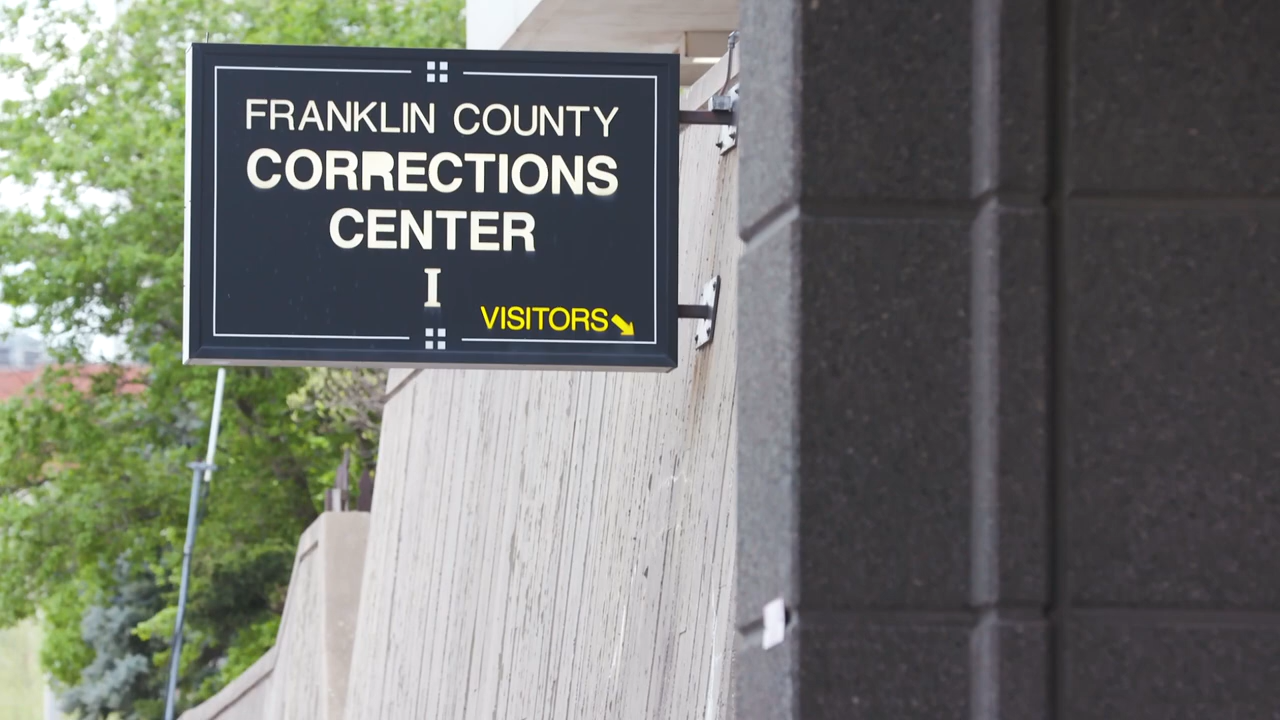 FRANKLIN COUNTY
CORRECTIONS
CENTER
I
VISITORS